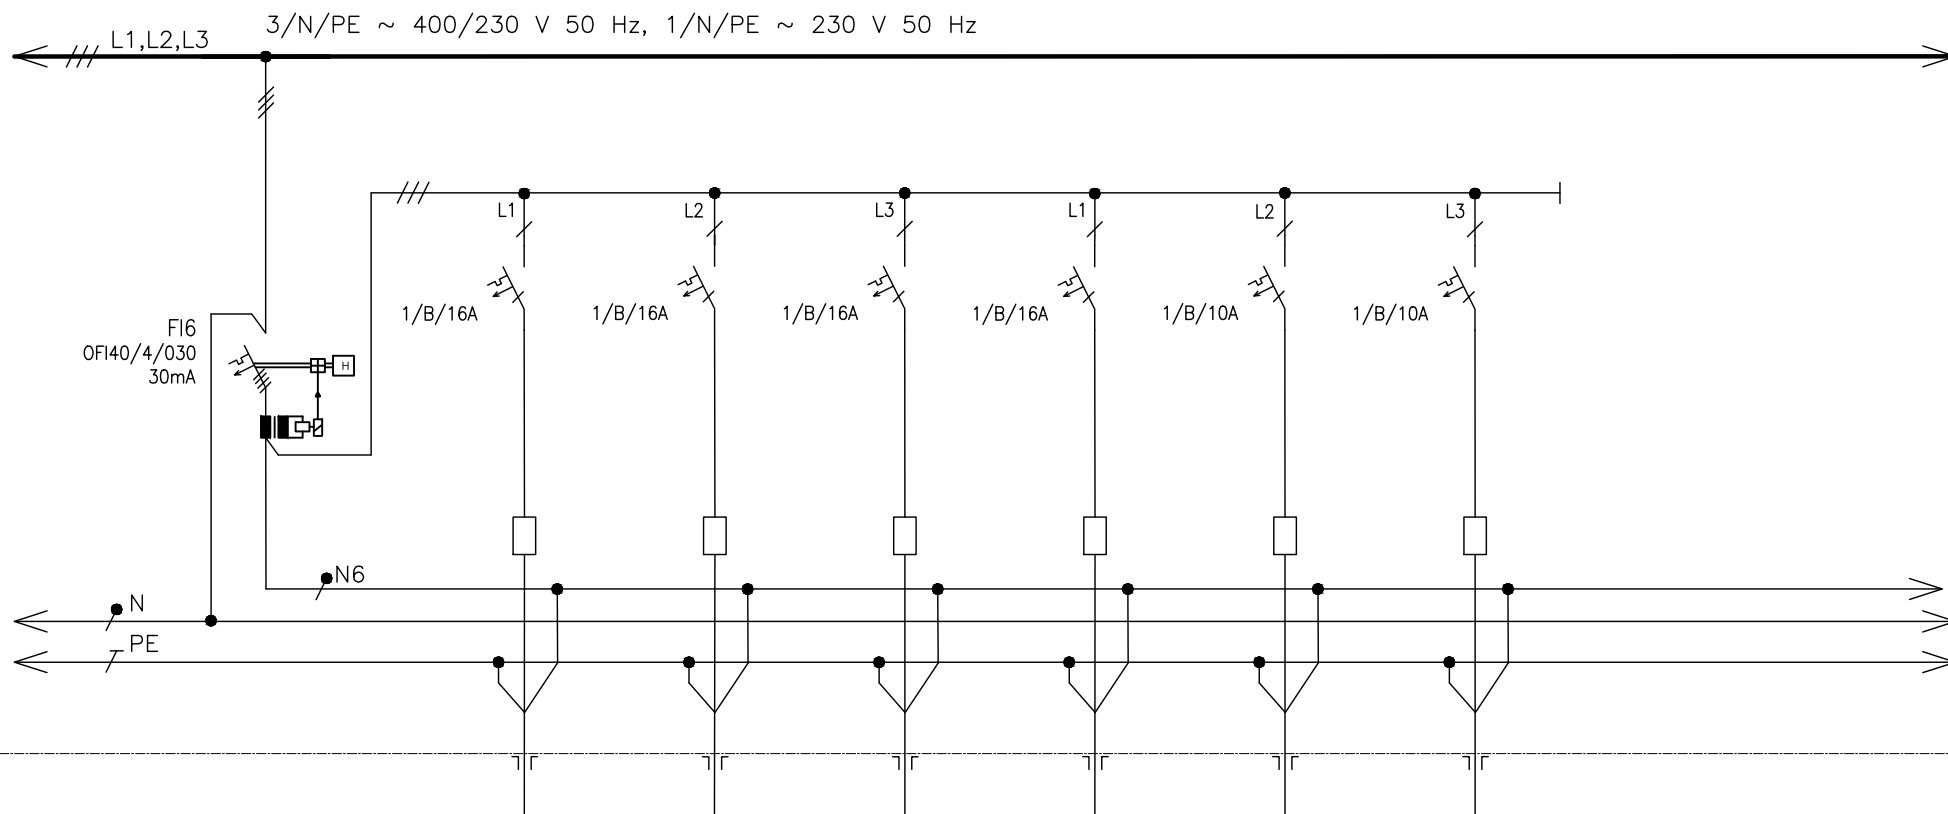 3/N/PE ~ 400/230 V 50 Hz, 1/N/PE ~ 230 V 50 Hz
L1,L2,L3
L1 L2 L3 L1 L2 L3
1/B/16A 1/B/16A 1/B/16A 1/B/16A 1/B/10A 1/B/10A
FI6
OFI40/4/030
30mA
H
N6
N
PE